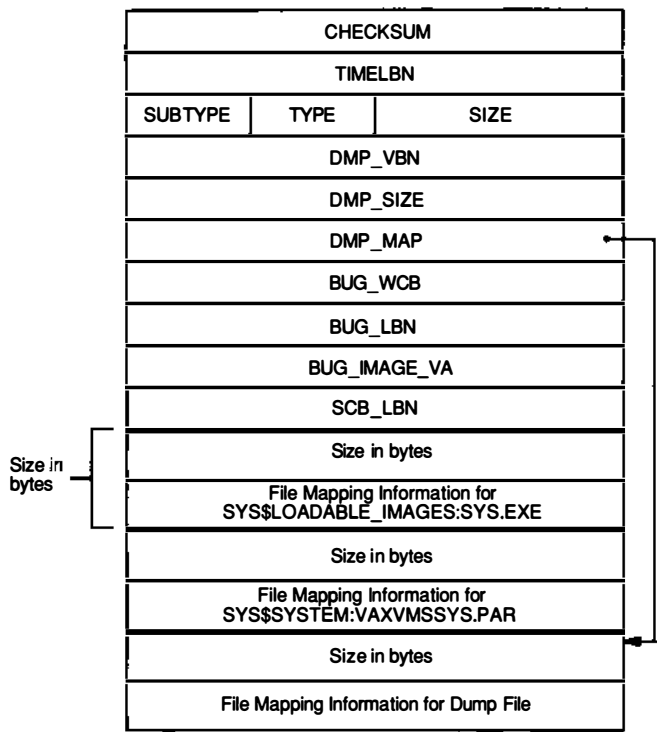 CHECKSUM
TIMELBN
SUBTYPE TYPE SIZE
DMP_VBN
DMP_SIZE
DMP_MAP
BUG_WCB
BUG_LBN
BUG_IMAGE_VA
SCB_LBN
Size in
bytes
Size in bytes
File Mapping Information for
SYS$LOADABLE_IMAGES:SYS.EXE
Size in bytes
File Mapping Information for
SYS$SYSTEM:VAXVMSSYS.PAR
Size in bytes
File Mapping Information for Dump File